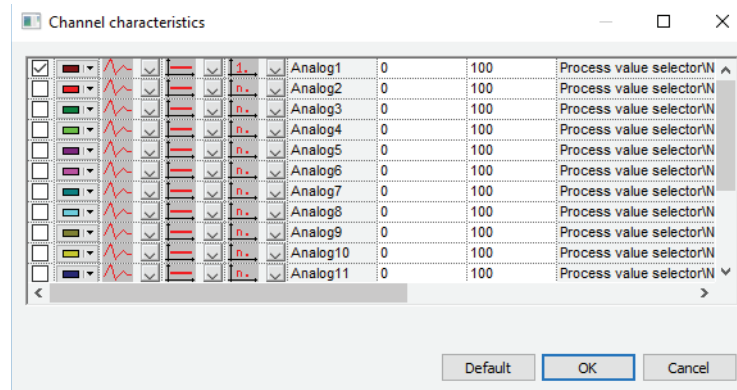 Channel characteristics
1. Analog1 0 100 Process value selector\N
n. Analog2 0 100 Process value selector\N
n. Analog3 0 100 Process value selector\N
n. Analog4 0 100 Process value selector\N
n. Analog5 0 100 Process value selector\N
n. Analog6 0 100 Process value selector\N
n. Analog7 0 100 Process value selector\N
n. Analog8 0 100 Process value selector\N
n. Analog9 0 100 Process value selector\N
n. Analog10 0 100 Process value selector\N
n. Analog11 0 100 Process value selector\N
Default OK Cancel